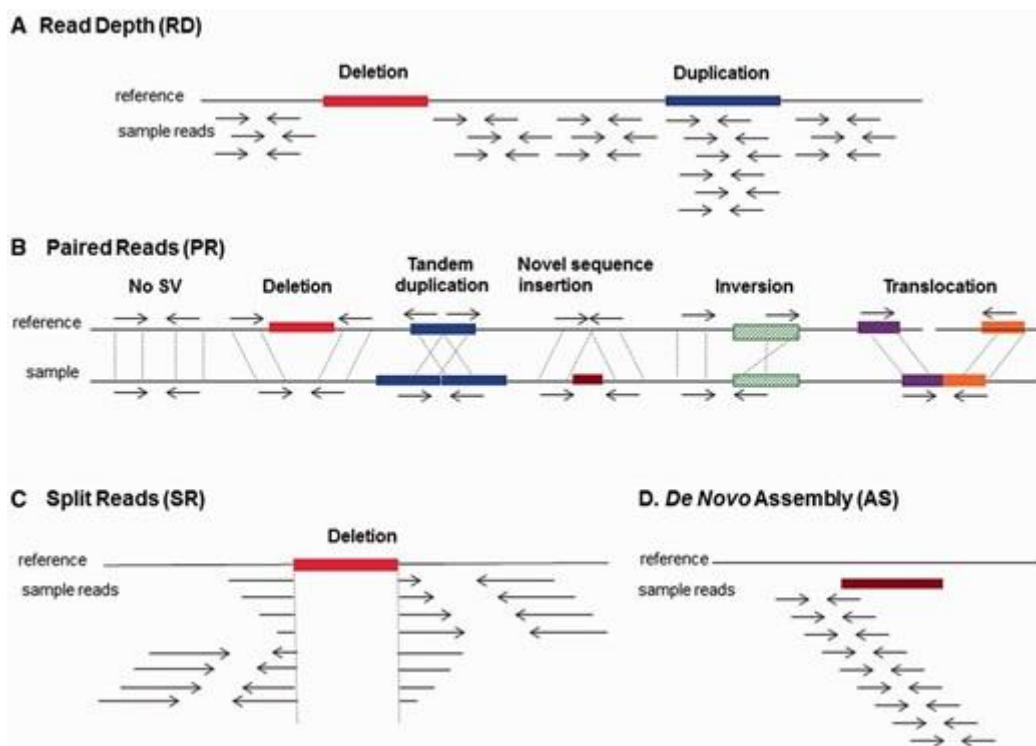 A Read Depth (RD)
Deletion
Duplication
reference
sample reads
B Paired Reads (PR)
No SV
Deletion
Tandem
duplication
Novel sequence
insertion
Inversion
Translocation
reference
sample
C Split Reads (SR)
Deletion
reference
sample reads
D. De Novo Assembly (AS)
reference
sample reads